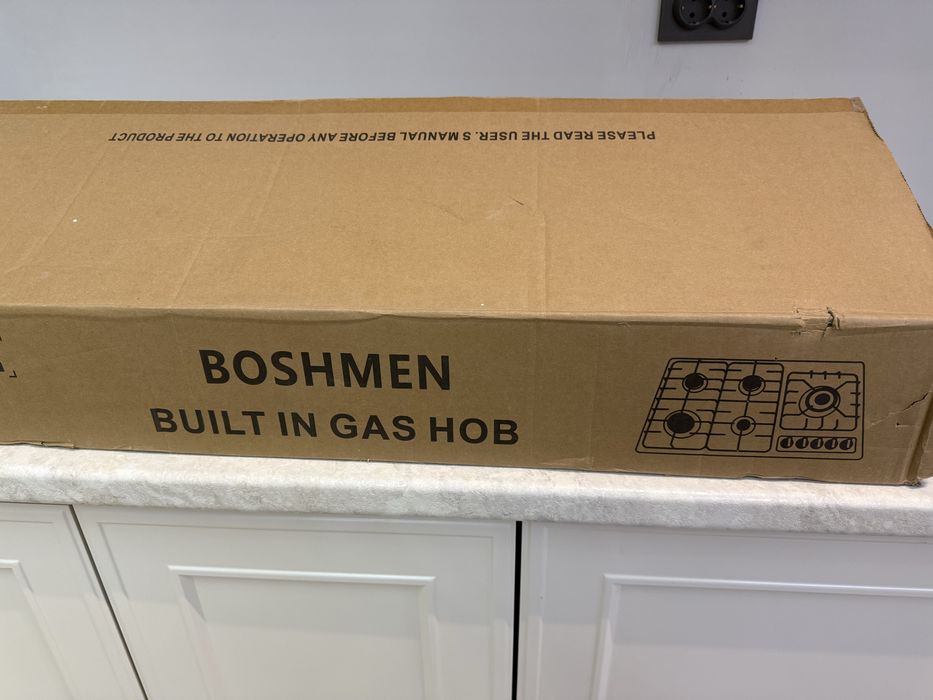 PLEASE READ THE USER.S MANUAL BEFORE ANY OPERATION TO THE PRODUCT
BOSHMEN
BUILT IN GAS HOB